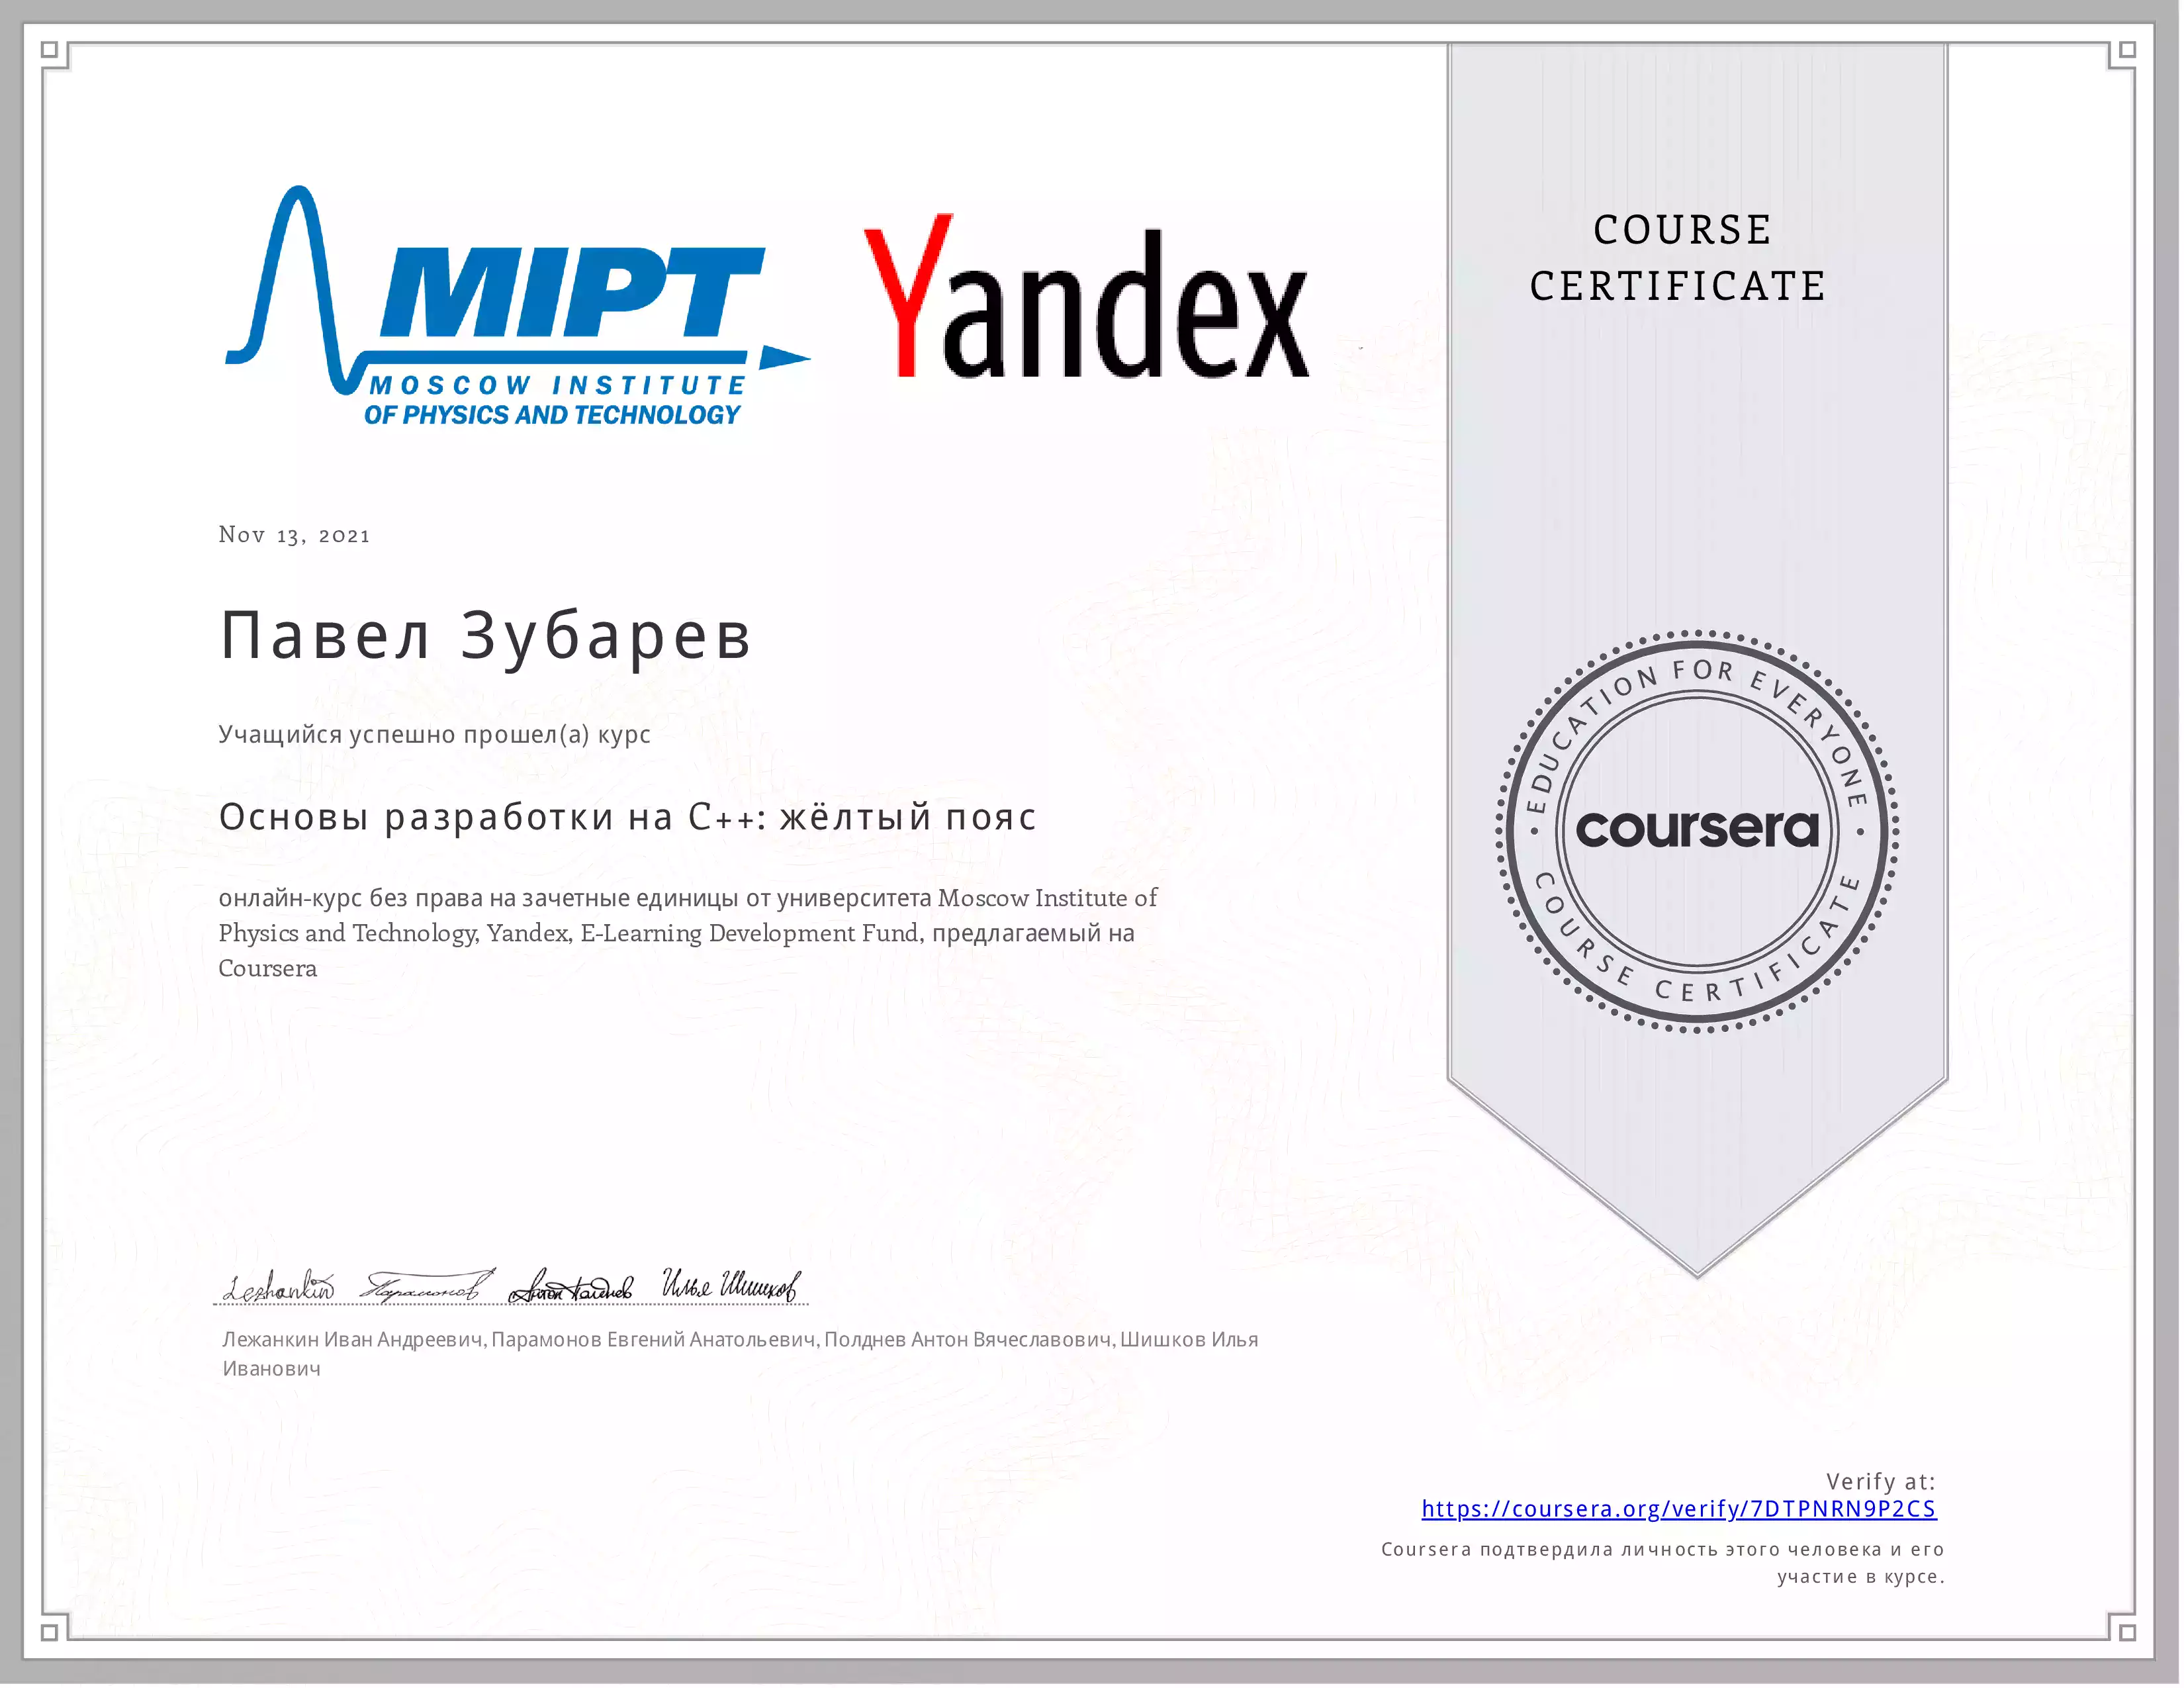 MIPT
MOSCOW INSTITUTE
OF PHYSICS AND TECHNOLOGY
Yandex
COURSE
CERTIFICATE
Nov 13, 2021
Павел Зубарев
Учащийся успешно прошел(а) курс
Основы разработки на C++: жёлтый пояс
онлайн-курс без права на зачетные единицы от университета Moscow Institute of
Physics and Technology, Yandex, E-Learning Development Fund, предлагаемый на
Coursera
EDUCATION FOR EVERYONE
coursera
COURSE CERTIFICATE
Lezhankin Парамонов Антон Полднев Илья Шишков
Лежанкин Иван Андреевич, Парамонов Евгений Анатольевич, Полднев Антон Вячеславович, Шишков Илья
Иванович
Verify at:
https://coursera.org/verify/7DTPNRN9P2CS
Coursera подтвердила личность этого человека и его
участие в курсе.